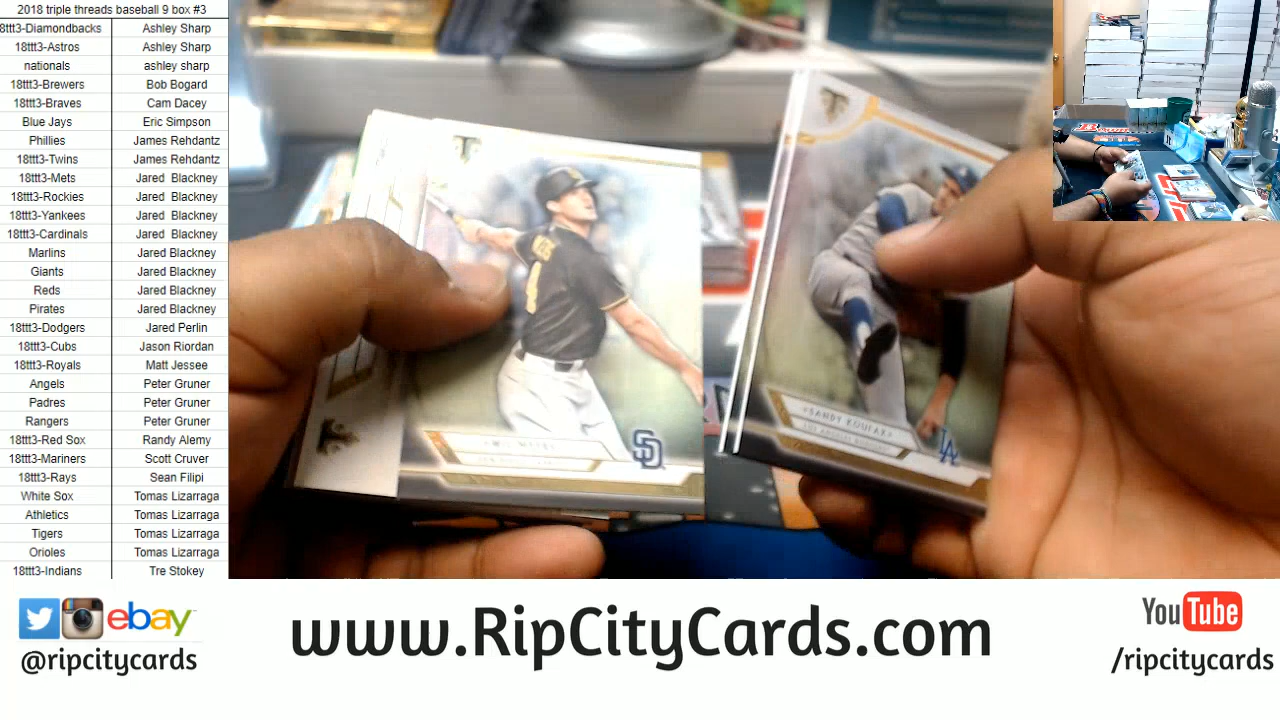 2018 triple threads baseball 9 box #3
18ttt3-Diamondbacks Ashley Sharp
18ttt3-Astros Ashley Sharp
nationals ashley sharp
18ttt3-Brewers Bob Bogard
18ttt3-Braves Cam Dacey
Blue Jays Eric Simpson
Phillies James Rehdantz
18ttt3-Twins James Rehdantz
18ttt3-Mets Jared Blackney
18ttt3-Rockies Jared Blackney
18ttt3-Yankees Jared Blackney
18ttt3-Cardinals Jared Blackney
Marlins Jared Blackney
Giants Jared Blackney
Reds Jared Blackney
Pirates Jared Blackney
18ttt3-Dodgers Jared Perlin
18ttt3-Cubs Jason Riordan
18ttt3-Royals Matt Jessee
Angels Peter Gruner
Padres Peter Gruner
Rangers Peter Gruner
18ttt3-Red Sox Randy Alemy
18ttt3-Mariners Scott Cruver
18ttt3-Rays Sean Filipi
White Sox Tomas Lizarraga
Athletics Tomas Lizarraga
Tigers Tomas Lizarraga
Orioles Tomas Lizarraga
18ttt3-Indians Tre Stokey
SD
SANDY KOUFAX
LA
ebay
@ripcitycards
www.RipCityCards.com
YouTube
/ripcitycards